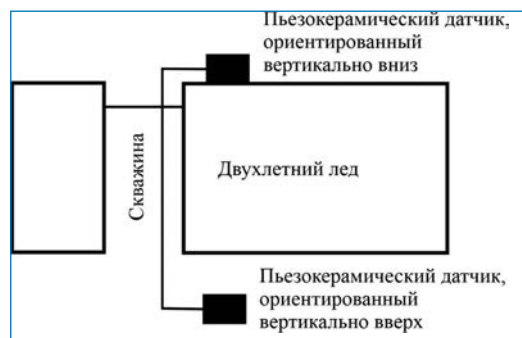 Пьезокерамический датчик,
ориентированный
вертикально вниз
Скважина
Двухлетний лед
Пьезокерамический датчик,
ориентированный
вертикально вверх